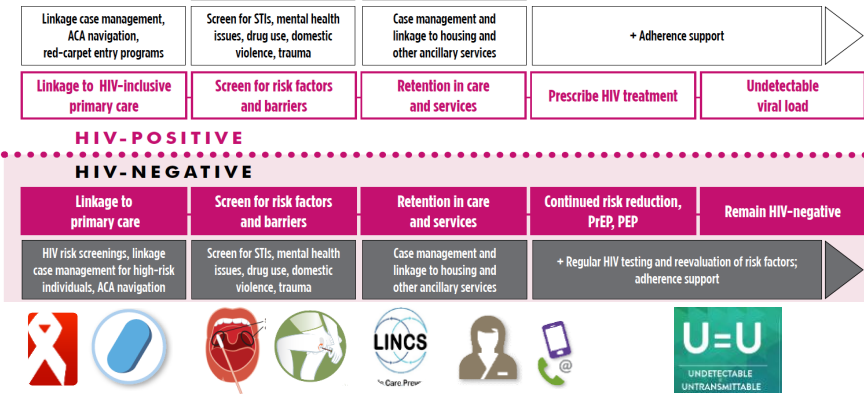 Linkage case management,
ACA navigation,
red-carpet entry programs
Screen for STIs, mental health
issues, drug use, domestic
violence, trauma
Case management and
linkage to housing and
other ancillary services
+ Adherence support
Linkage to HIV-inclusive
primary care
Screen for risk factors
and barriers
Retention in care
and services
Prescribe HIV treatment
Undetectable
viral load
HIV-POSITIVE
HIV-NEGATIVE
Linkage to
primary care
Screen for risk factors
and barriers
Retention in care
and services
Continued risk reduction,
PrEP, PEP
Remain HIV-negative
HIV risk screenings, linkage
case management for high-risk
individuals, ACA navigation
Screen for STIs, mental health
issues, drug use, domestic
violence, trauma
Case management and
linkage to housing and
other ancillary services
+ Regular HIV testing and reevaluation of risk factors;
adherence support
LINCS
Care.Prev
@
U=U
UNDETECTABLE
UNTRANSMITTABLE